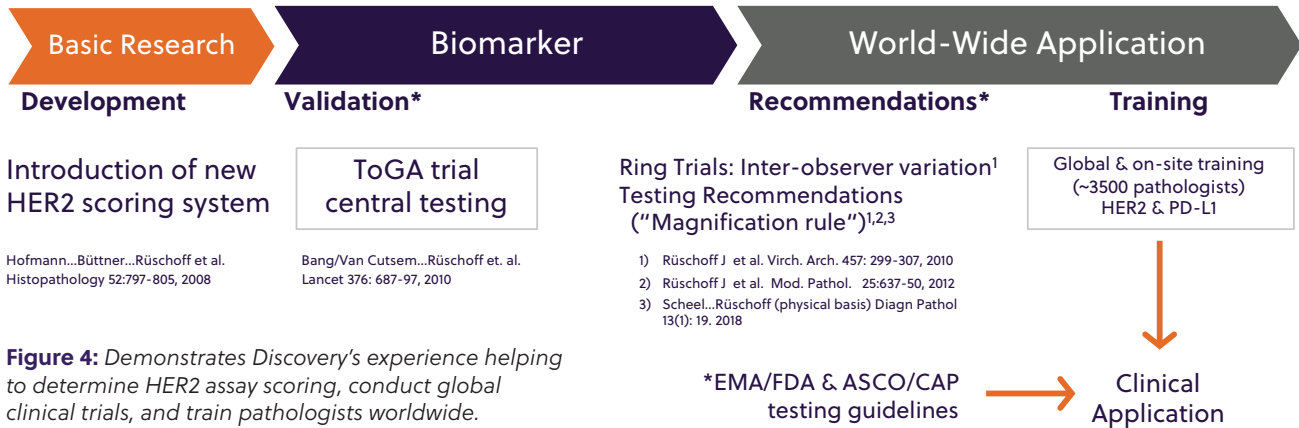 Basic Research
Biomarker
World-Wide Application
Development
Validation*
Recommendations*
Training
Introduction of new
HER2 scoring system
Hofmann...Büttner...Rüschoff et al.
Histopathology 52:797-805, 2008
ToGA trial
central testing
Bang/Van Cutsem...Rüschoff et. al.
Lancet 376: 687-97, 2010
Ring Trials: Inter-observer variation¹
Testing Recommendations
("Magnification rule")¹,²,³
1) Rüschoff J et al. Virch. Arch. 457: 299-307, 2010
2) Rüschoff J et al. Mod. Pathol. 25:637-50, 2012
3) Scheel...Rüschoff (physical basis) Diagn Pathol
13(1): 19. 2018
Global & on-site training
(~3500 pathologists)
HER2 & PD-L1
*EMA/FDA & ASCO/CAP
testing guidelines
Clinical
Application
Figure 4: Demonstrates Discovery's experience helping
to determine HER2 assay scoring, conduct global
clinical trials, and train pathologists worldwide.